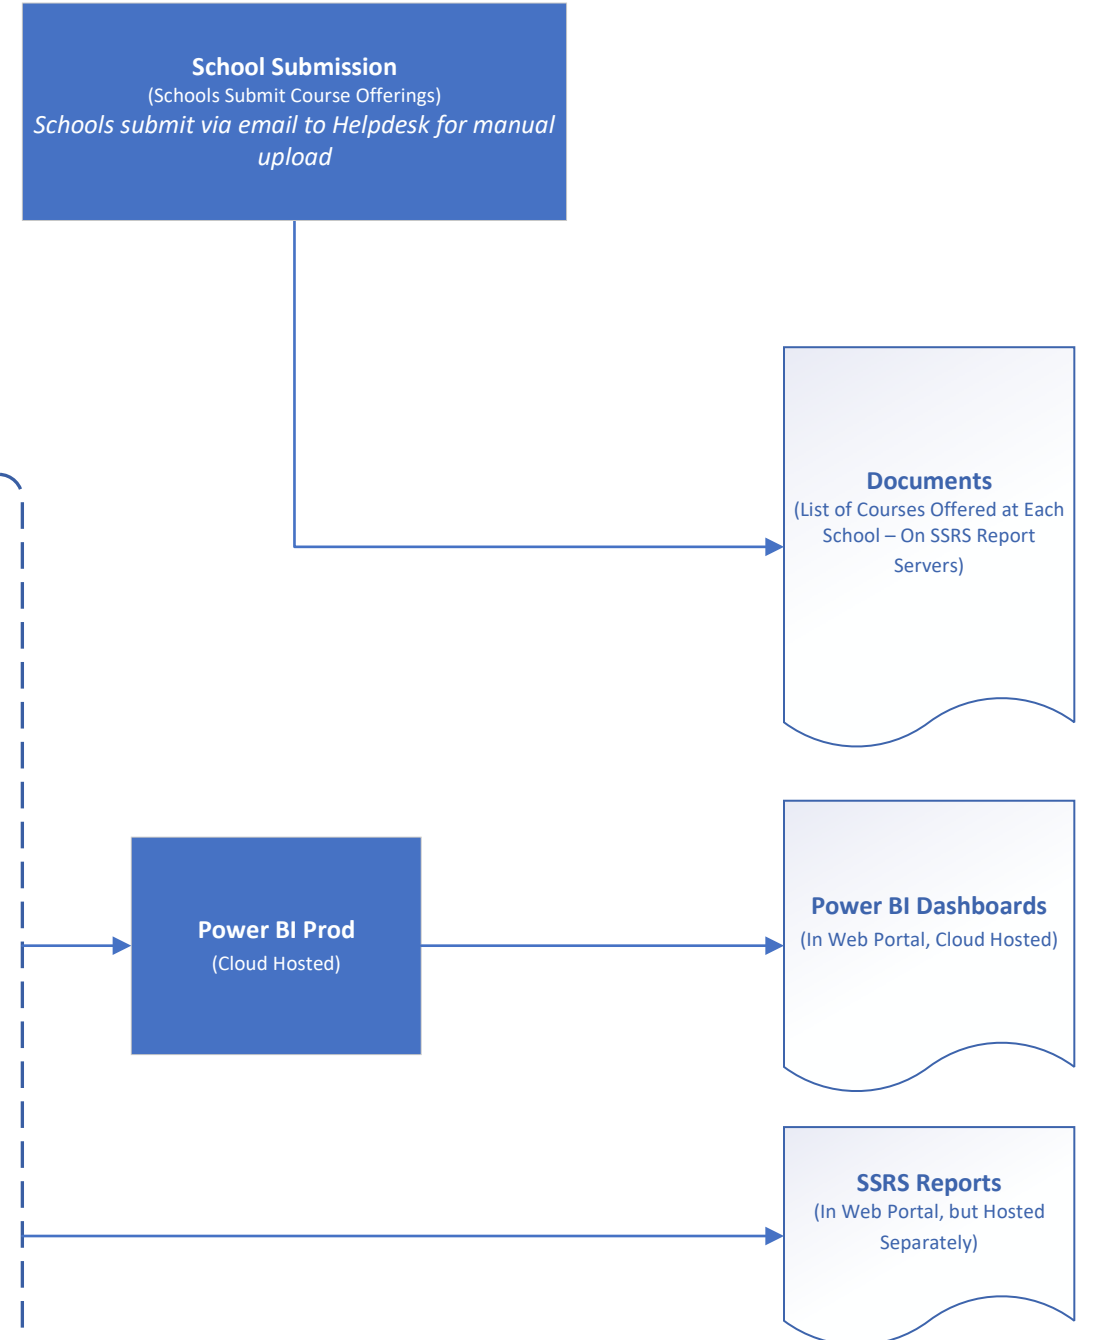 School Submission
(Schools Submit Course Offerings)
Schools submit via email to Helpdesk for manual
upload
Documents
(List of Courses Offered at Each
School – On SSRS Report
Servers)
Power BI Prod
(Cloud Hosted)
Power BI Dashboards
(In Web Portal, Cloud Hosted)
SSRS Reports
(In Web Portal, but Hosted
Separately)